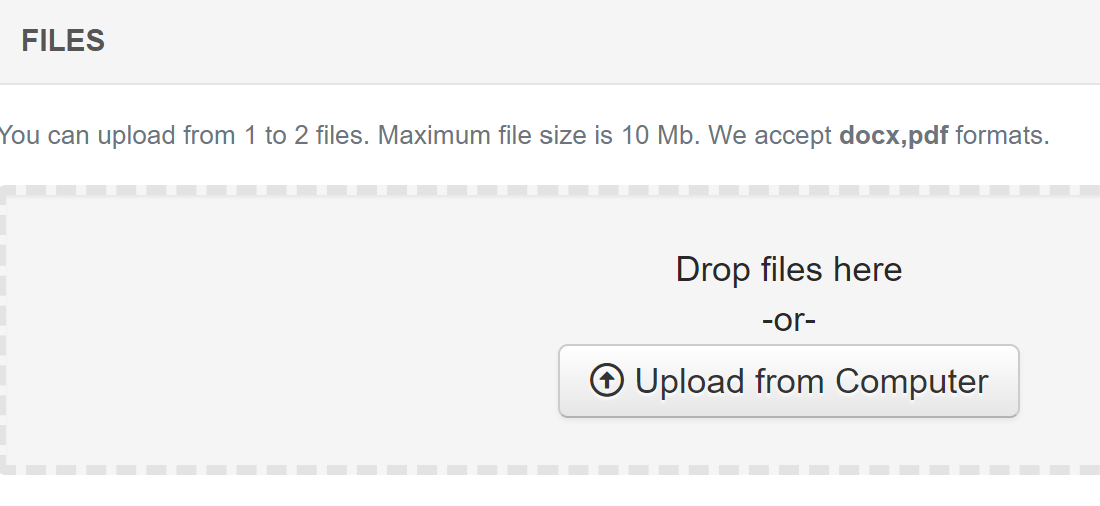 FILES
You can upload from 1 to 2 files. Maximum file size is 10 Mb. We accept docx,pdf formats.
Drop files here
-or-
Upload from Computer